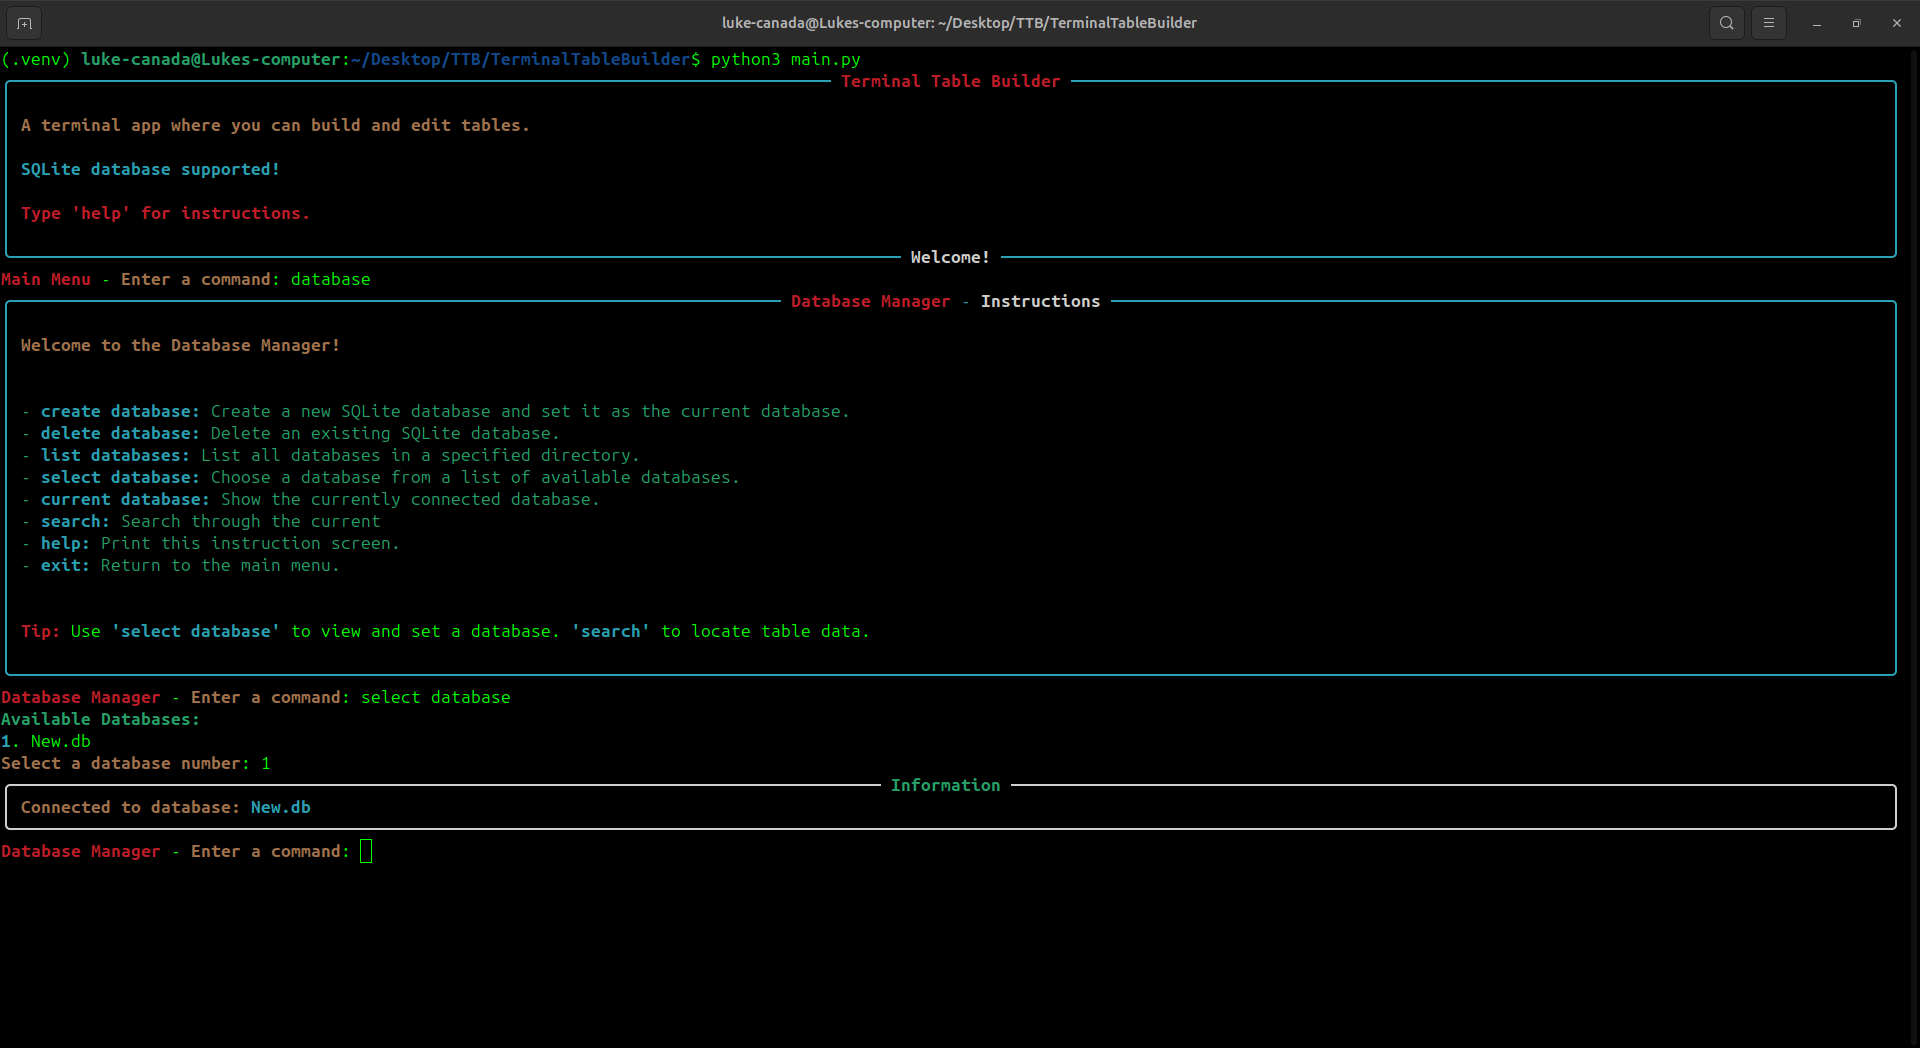 luke-canada@Lukes-computer: ~/Desktop/TTB/TerminalTableBuilder
(.venv) luke-canada@Lukes-computer:~/Desktop/TTB/TerminalTableBuilder$ python3 main.py
Terminal Table Builder
A terminal app where you can build and edit tables.
SQLite database supported!
Type 'help' for instructions.
Welcome!
Main Menu - Enter a command: database
Database Manager - Instructions
Welcome to the Database Manager!
- create database: Create a new SQLite database and set it as the current database.
- delete database: Delete an existing SQLite database.
- list databases: List all databases in a specified directory.
- select database: Choose a database from a list of available databases.
- current database: Show the currently connected database.
- search: Search through the current
- help: Print this instruction screen.
- exit: Return to the main menu.
Tip: Use 'select database' to view and set a database. 'search' to locate table data.
Database Manager - Enter a command: select database
Available Databases:
1. New.db
Select a database number: 1
Information
Connected to database: New.db
Database Manager - Enter a command: